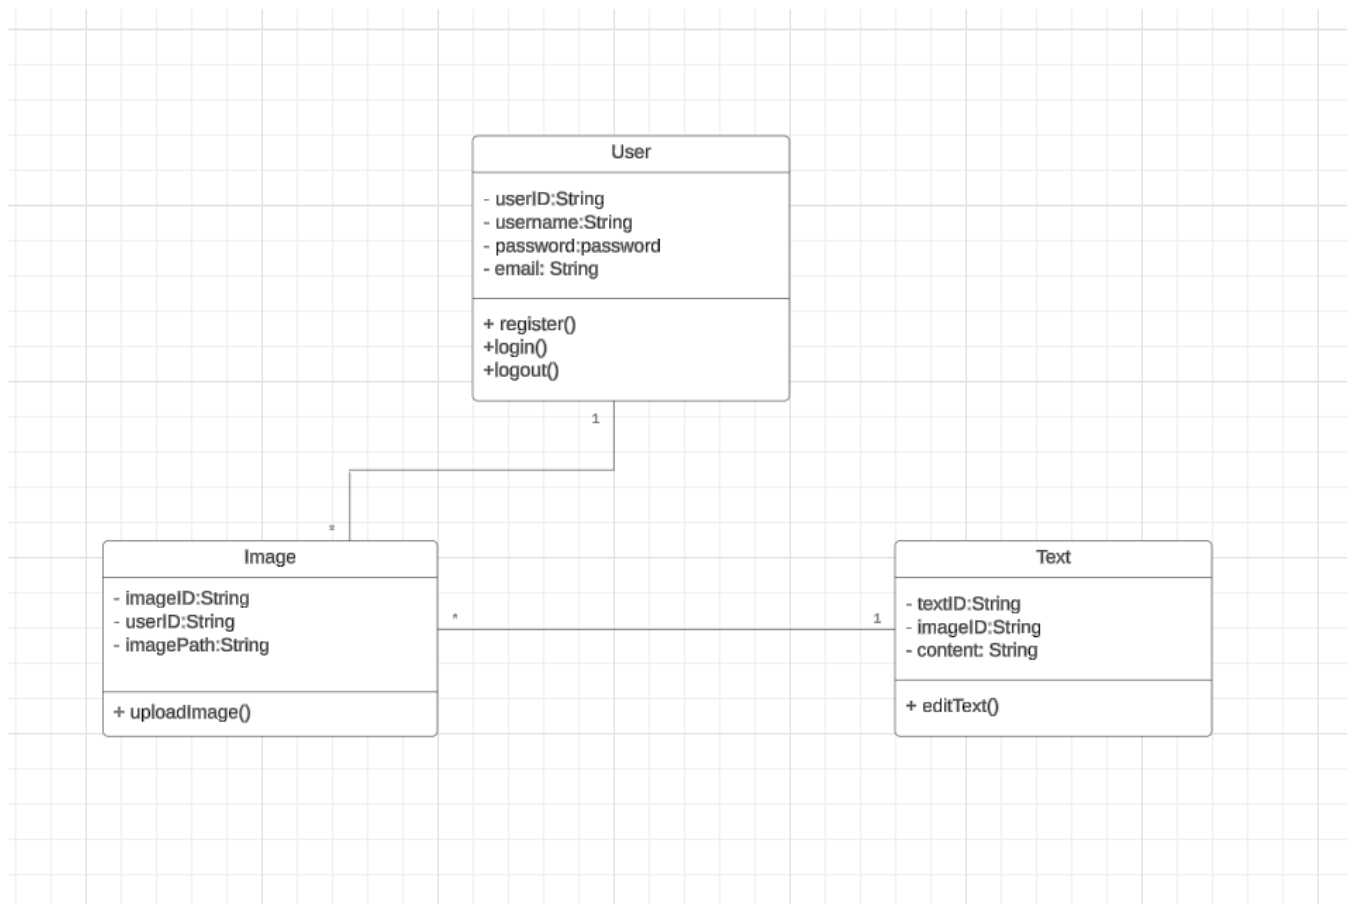 User
- userID:String
- username:String
- password:password
- email: String
+ register()
+login()
+logout()
1
*
Image
- imageID:String
- userID:String
- imagePath:String
+ uploadImage()
*
1
Text
- textID:String
- imageID:String
- content: String
+ editText()